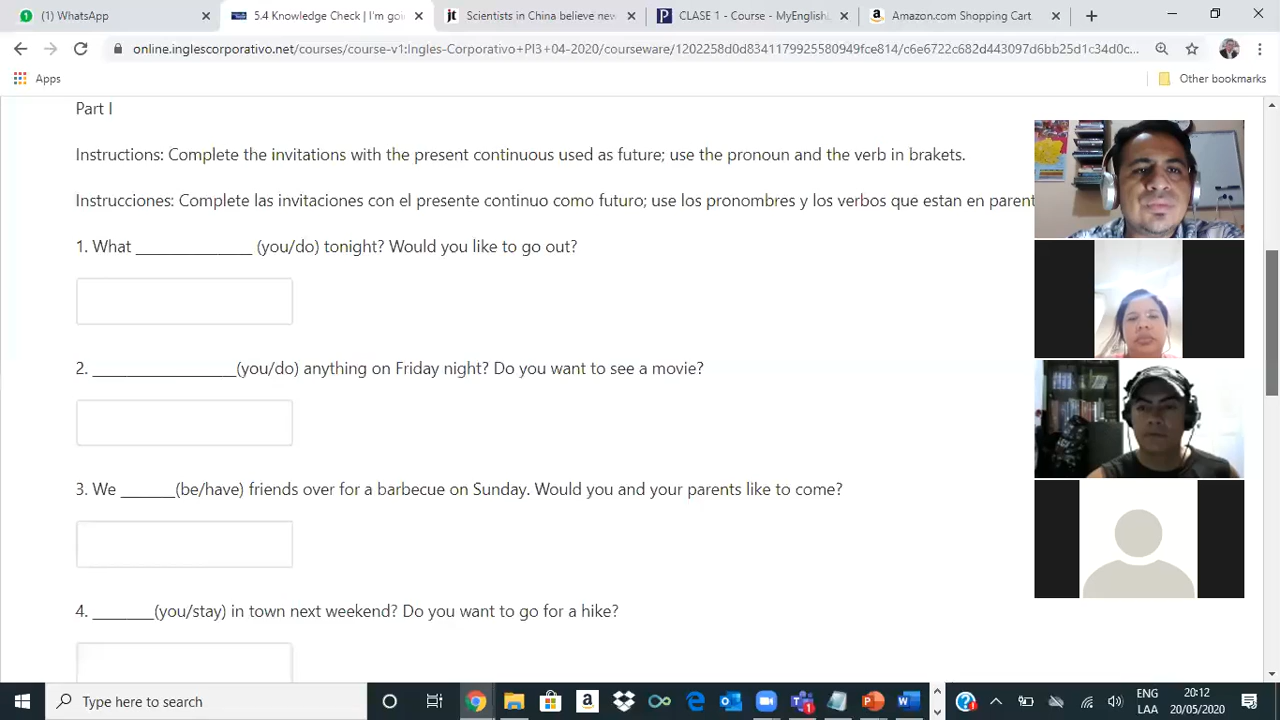 (1) WhatsApp
5.4 Knowledge Check | I'm goi
jt Scientists in China believe new
P CLASE 1 - Course - MyEnglishL
a Amazon.com Shopping Cart
online.inglescorporativo.net/courses/course-v1:Ingles-Corporativo+PI3+04-2020/courseware/1202258d0d8341179925580949fce814/c6e6722c682d443097d6bb25d1c34d0c...
Apps
Other bookmarks
Part I
Instructions: Complete the invitations with the present continuous used as future; use the pronoun and the verb in brakets.
Instrucciones: Complete las invitaciones con el presente continuo como futuro; use los pronombres y los verbos que estan en parent
1. What _____________ (you/do) tonight? Would you like to go out?
2. ________________(you/do) anything on Friday night? Do you want to see a movie?
3. We ______(be/have) friends over for a barbecue on Sunday. Would you and your parents like to come?
4. _______(you/stay) in town next weekend? Do you want to go for a hike?
Type here to search
ENG
LAA
20:12
20/05/2020